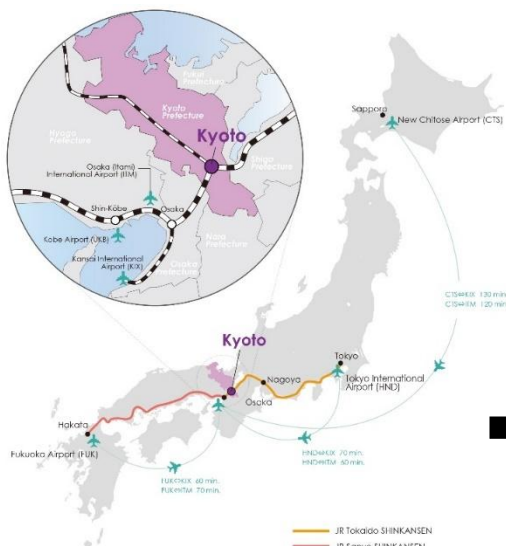 Fukui
Prefecture
Kyoto
Prefecture
Hyogo
Prefecture
Kyoto
Shiga
Prefecture
Osaka (Itami)
International Airport (ITM)
Shin-Kobe
Osaka
Kobe Airport (UKB)
Nara
Prefecture
Kansai International
Airport (KIX)
Osaka
Prefecture
Sapporo
New Chitose Airport (CTS)
CTS⇔KIX 130 min.
CTS⇔ITM 120 min.
Kyoto
Tokyo
Nagoya
Tokyo International
Airport (HND)
Osaka
Hakata
Fukuoka Airport (FUK)
HND⇔KIX 70 min.
HND⇔ITM 60 min.
FUK⇔KIX 60 min.
FUK⇔ITM 70 min.
JR Tokaido SHINKANSEN
JR Sanyo SHINKANSEN